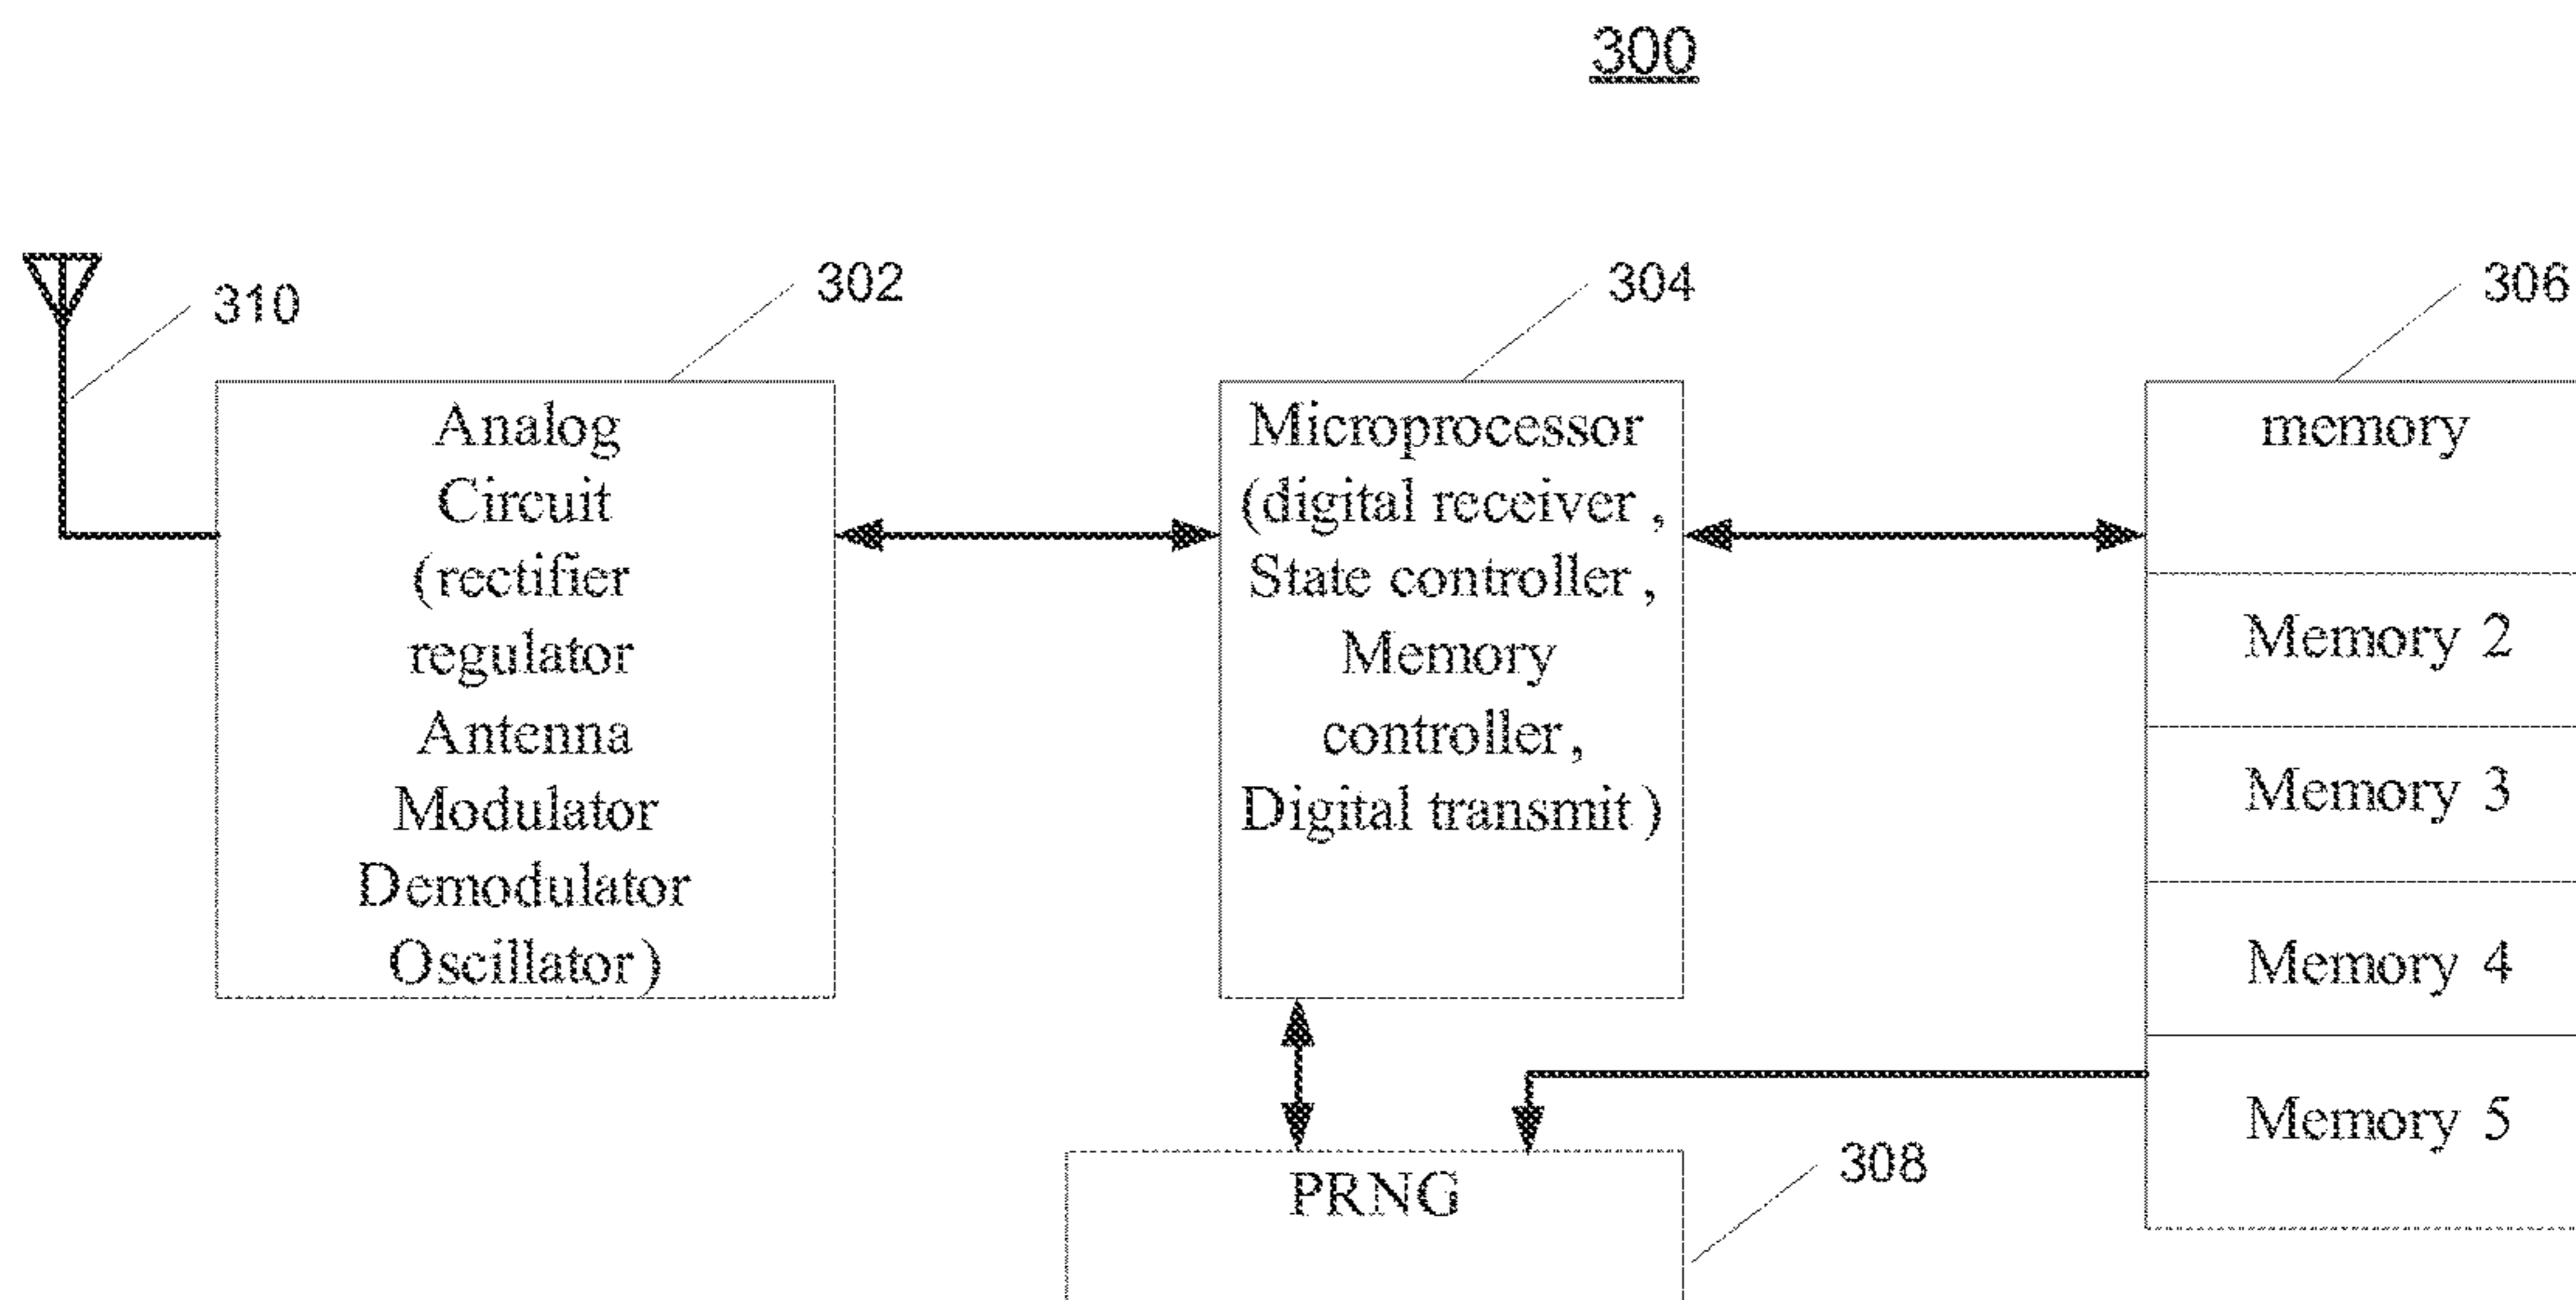 300
310
302
304
306
Analog
Circuit
(rectifier
regulator
Antenna
Modulator
Demodulator
Oscillator)
Microprocessor
(digital receiver,
State controller,
Memory
controller,
Digital transmit)
memory
Memory 2
Memory 3
Memory 4
Memory 5
PRNG
308